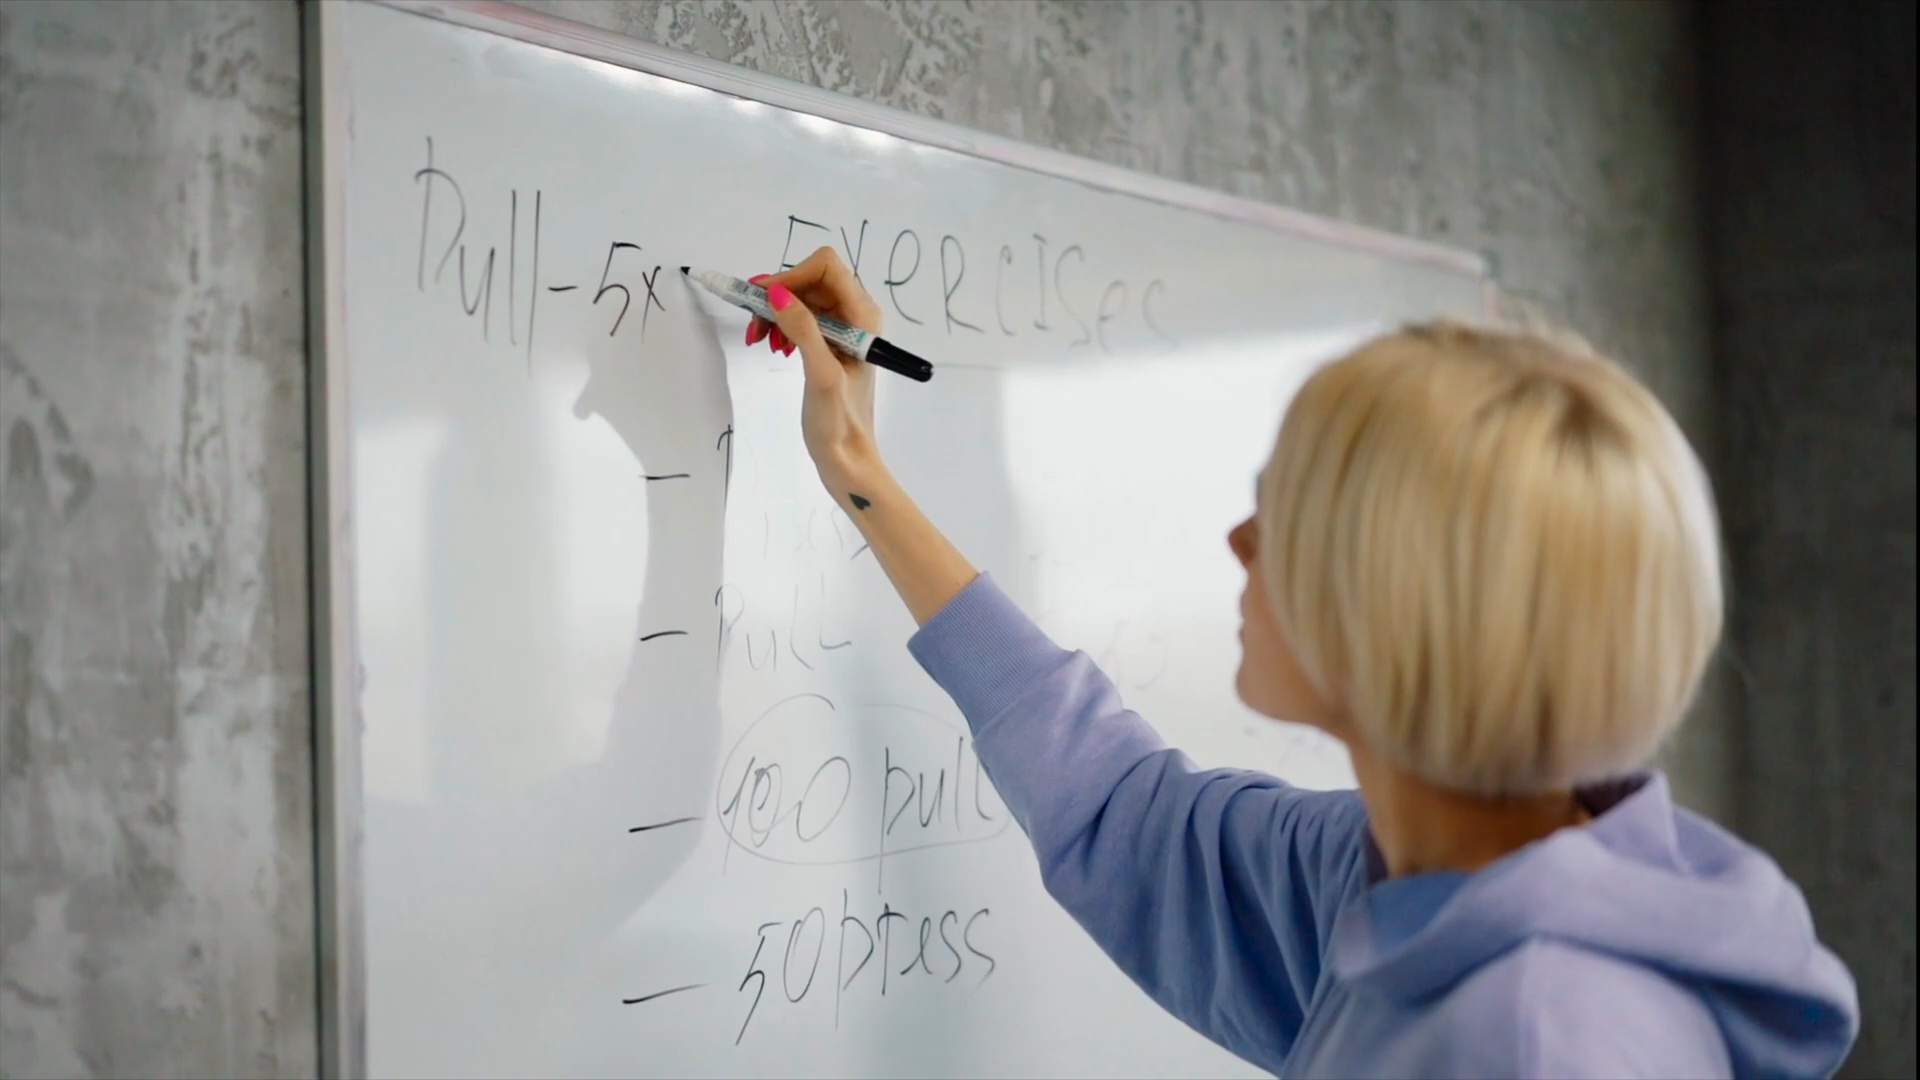 Pull-5x
Exercises
-
- Pull
- 100 pull
- 50 press